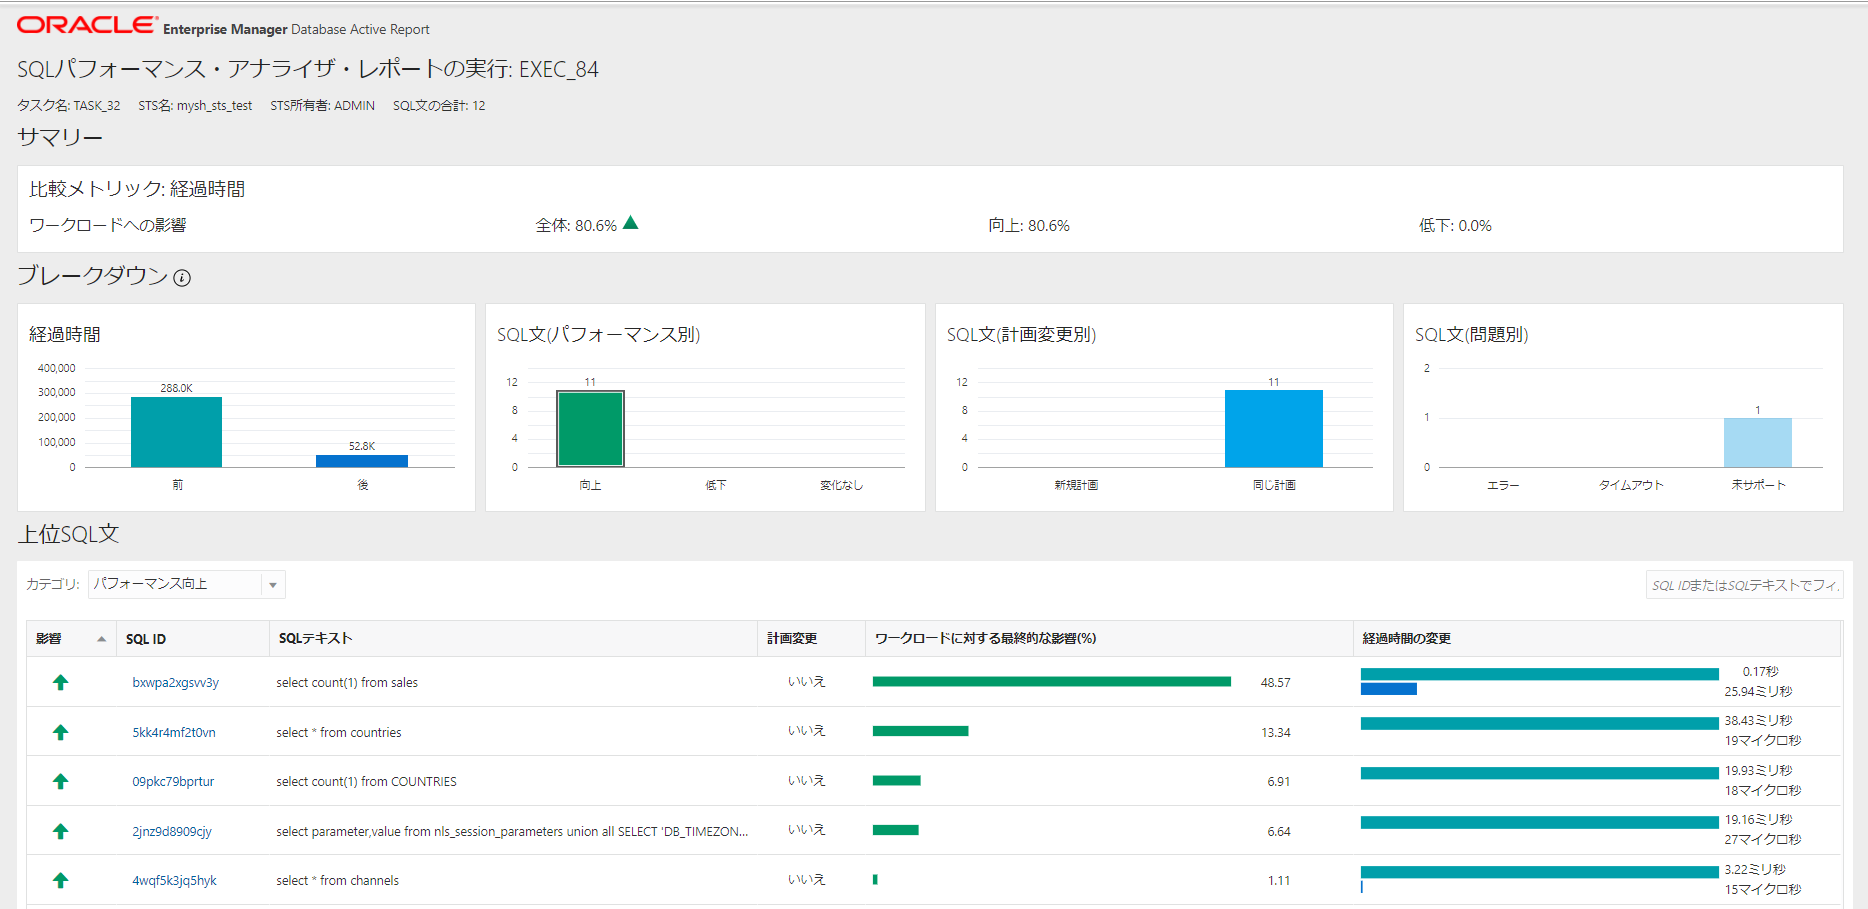 ORACLE Enterprise Manager Database Active Report
SQLパフォーマンス・アナライザ・レポートの実行: EXEC_84
タスク名: TASK_32 STS名: mysh_sts_test STS所有者: ADMIN SQL文の合計: 12
サマリー
比較メトリック: 経過時間
ワークロードへの影響 全体: 80.6% 向上: 80.6% 低下: 0.0%
ブレークダウン
経過時間
400,000
300,000
200,000
100,000
0
288.0K
52.8K
前 後
SQL文(パフォーマンス別)
12
8
4
0
11
向上 低下 変化なし
SQL文(計画変更別)
12
8
4
0
11
新規計画 同じ計画
SQL文(問題別)
2
1
0
1
エラー タイムアウト 未サポート
上位SQL文
カテゴリ: パフォーマンス向上
SQL IDまたはSQLテキストでフィ.
影響 SQL ID SQLテキスト 計画変更 ワークロードに対する最終的な影響(%) 経過時間の変更
bxwpa2xgsvv3y select count(1) from sales いいえ 48.57 0.17秒
25.94ミリ秒
5kk4r4mf2t0vn select * from countries いいえ 13.34 38.43ミリ秒
19マイクロ秒
09pkc79bprtur select count(1) from COUNTRIES いいえ 6.91 19.93ミリ秒
18マイクロ秒
2jnz9d8909cjy select parameter,value from nls_session_parameters union all SELECT 'DB_TIMEZON... いいえ 6.64 19.16ミリ秒
27マイクロ秒
4wqf5k3jq5hyk select * from channels いいえ 1.11 3.22ミリ秒
15マイクロ秒